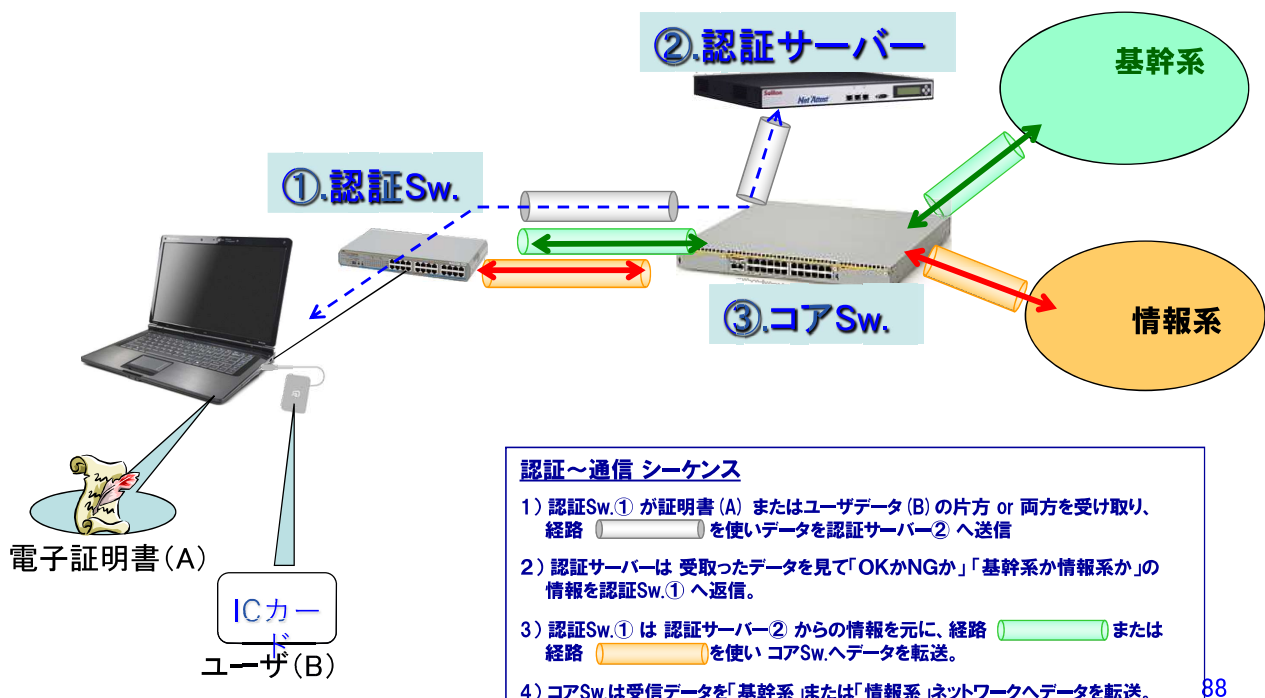 ②.認証サーバー
基幹系
Soliton
Net'Attest
①.認証Sw.
③.コアSw.
情報系
電子証明書(A)
ICカー
ド
ユーザ(B)
認証～通信 シーケンス
1) 認証Sw.① が証明書(A) またはユーザデータ(B)の片方 or 両方を受け取り、
経路 を使いデータを認証サーバー② へ送信
2) 認証サーバーは 受取ったデータを見て「OKかNGか」「基幹系か情報系か」の
情報を認証Sw.① へ返信。
3) 認証Sw.① は 認証サーバー② からの情報を元に、経路 または
経路 を使い コアSw.へデータを転送。
4) コアSw.は受信データを「基幹系」または「情報系」ネットワークへデータを転送。
88